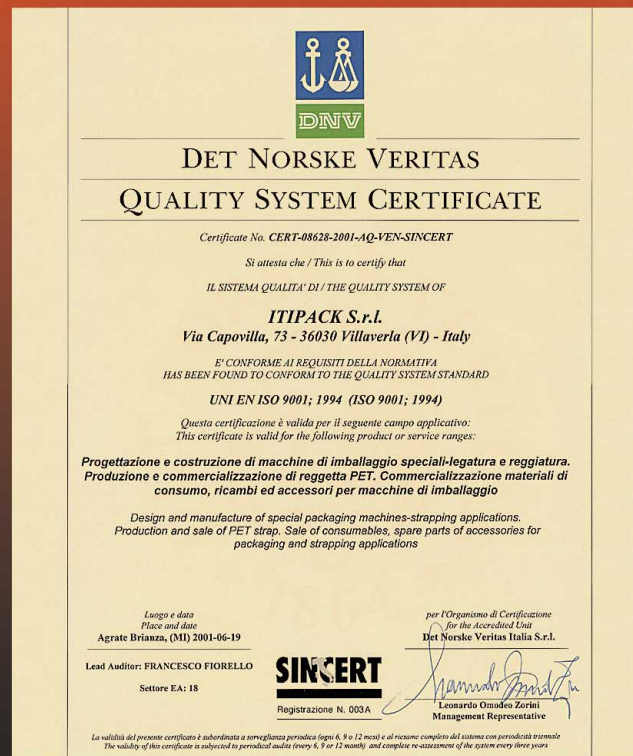 DNV
DET NORSKE VERITAS
QUALITY SYSTEM CERTIFICATE
Certificate No. CERT-08628-2001-AQ-VEN-SINCERT
Si attesta che / This is to certify that
IL SISTEMA QUALITA' DI / THE QUALITY SYSTEM OF
ITIPACK S.r.l.
Via Capovilla, 73 - 36030 Villaverla (VI) - Italy
E' CONFORME AI REQUISITI DELLA NORMATIVA
HAS BEEN FOUND TO CONFORM TO THE QUALITY SYSTEM STANDARD
UNI EN ISO 9001; 1994 (ISO 9001; 1994)
Questa certificazione è valida per il seguente campo applicativo:
This certificate is valid for the following product or service ranges:
Progettazione e costruzione di macchine di imballaggio speciali-legatura e reggiatura.
Produzione e commercializzazione di reggetta PET. Commercializzazione materiali di
consumo, ricambi ed accessori per macchine di imballaggio
Design and manufacture of special packaging machines-strapping applications.
Production and sale of PET strap. Sale of consumables, spare parts of accessories for
packaging and strapping applications
Luogo e data
Place and date
Agrate Brianza, (MI) 2001-06-19
per l'Organismo di Certificazione
for the Accredited Unit
Det Norske Veritas Italia S.r.l.
Lead Auditor: FRANCESCO FIORELLO
Settore EA: 18
SINCERT
Registrazione N. 003A
Leonardo Omodeo Zorini
Management Representative
La validità del presente certificato è subordinata a sorveglianza periodica (ogni 6, 9 o 12 mesi) e al riesame completo del sistema con periodicità triennale
The validity of this certificate is subjected to periodical audits (every 6, 9 or 12 month) and complete re-assessment of the system every three years